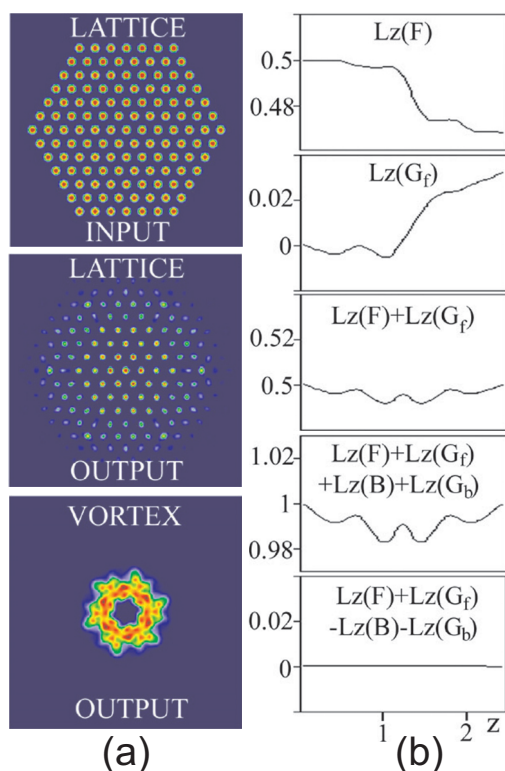 LATTICE
INPUT
LATTICE
OUTPUT
VORTEX
OUTPUT
(a)
Lz(F)
0.5
0.48
Lz(G_f)
0.02
0
Lz(F)+Lz(G_f)
0.52
0.5
Lz(F)+Lz(G_f)
+Lz(B)+Lz(G_b)
1.02
1
0.98
Lz(F)+Lz(G_f)
-Lz(B)-Lz(G_b)
0.02
0
1 2 z
(b)